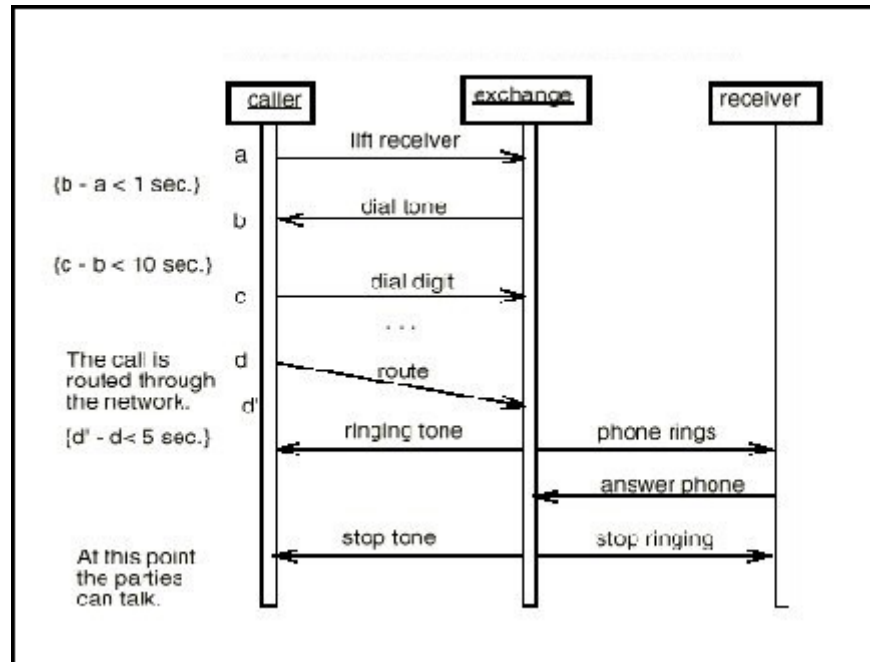 caller
exchange
receiver
a
lift receiver
{b - a < 1 sec.}
b
dial tone
{c - b < 10 sec.}
c
dial digit
. . .
The call is
routed through
the network.
d
route
d'
{d' - d< 5 sec.}
ringing tone
phone rings
answer phone
stop tone
stop ringing
At this point
the parties
can talk.